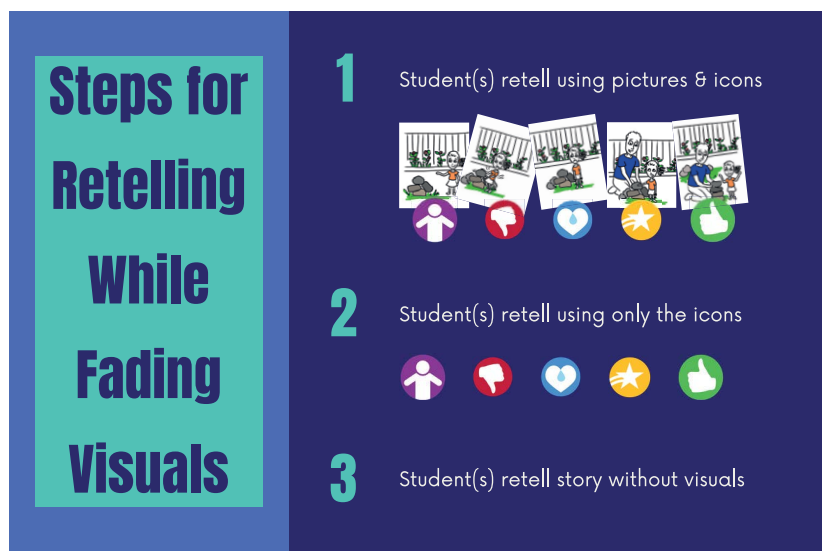 Steps for
Retelling
While
Fading
Visuals
1
Student(s) retell using pictures & icons
2
Student(s) retell using only the icons
3
Student(s) retell story without visuals